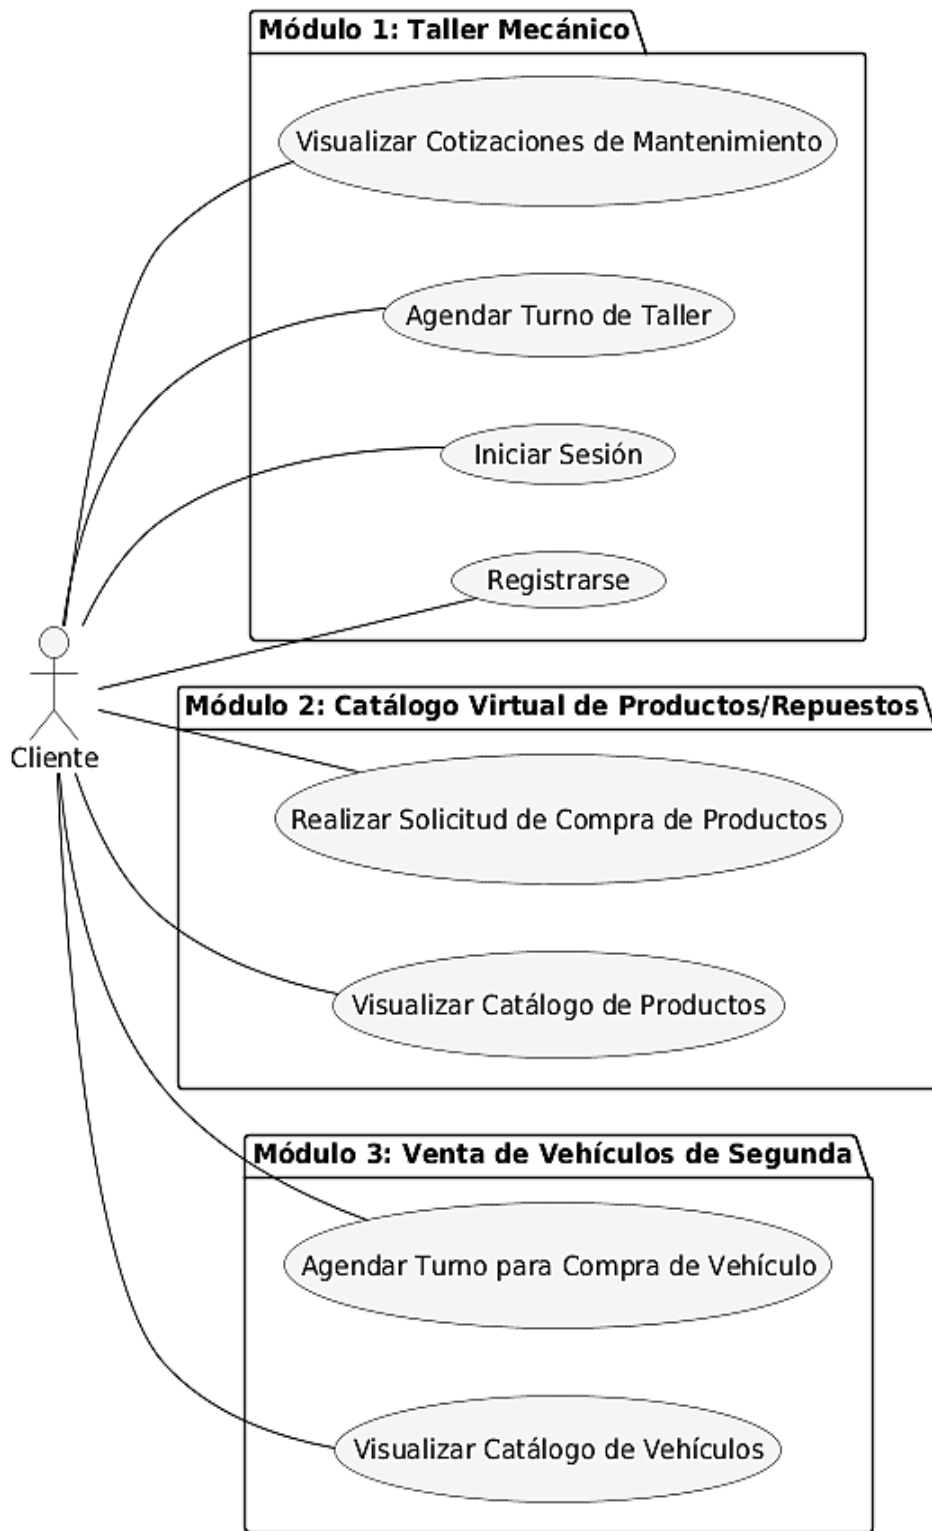 Módulo 1: Taller Mecánico
Visualizar Cotizaciones de Mantenimiento
Agendar Turno de Taller
Iniciar Sesión
Registrarse
Cliente
Módulo 2: Catálogo Virtual de Productos/Repuestos
Realizar Solicitud de Compra de Productos
Visualizar Catálogo de Productos
Módulo 3: Venta de Vehículos de Segunda
Agendar Turno para Compra de Vehículo
Visualizar Catálogo de Vehículos